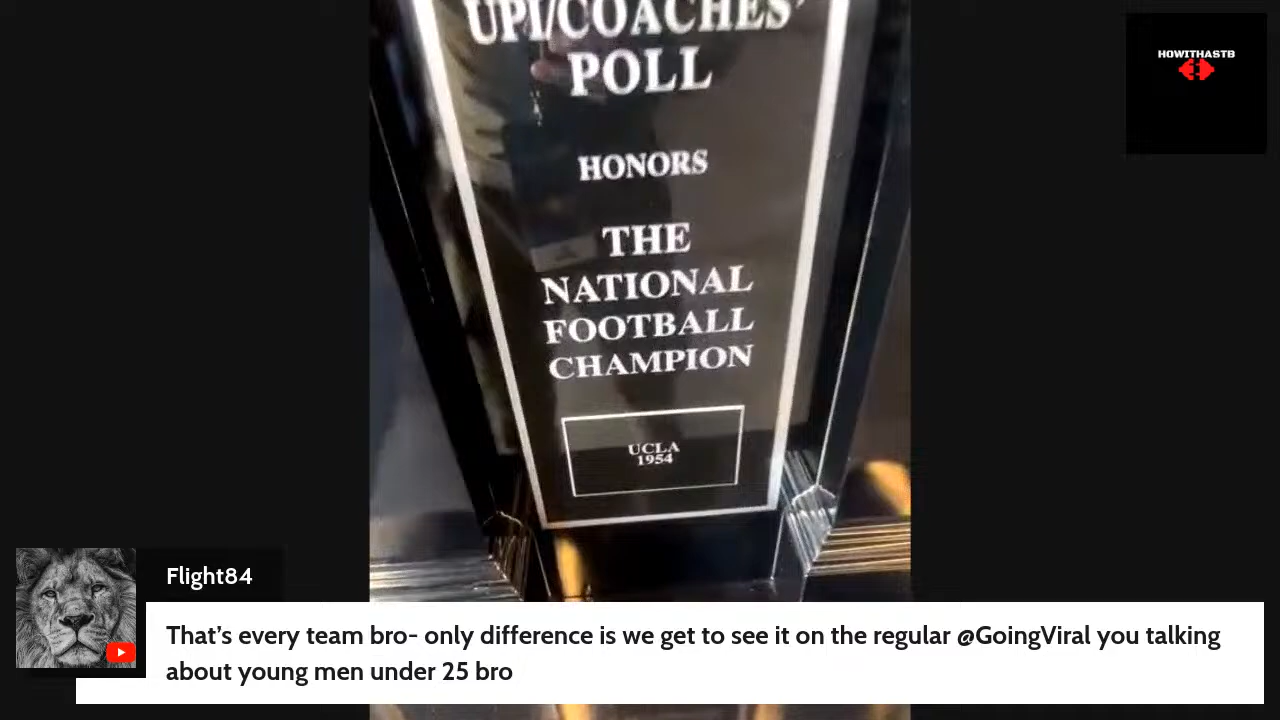 UPI/COACHES'
POLL
HONORS
THE
NATIONAL
FOOTBALL
CHAMPION
UCLA
1954
HOWITHASTB
Flight84
That's every team bro- only difference is we get to see it on the regular @GoingViral you talking
about young men under 25 bro